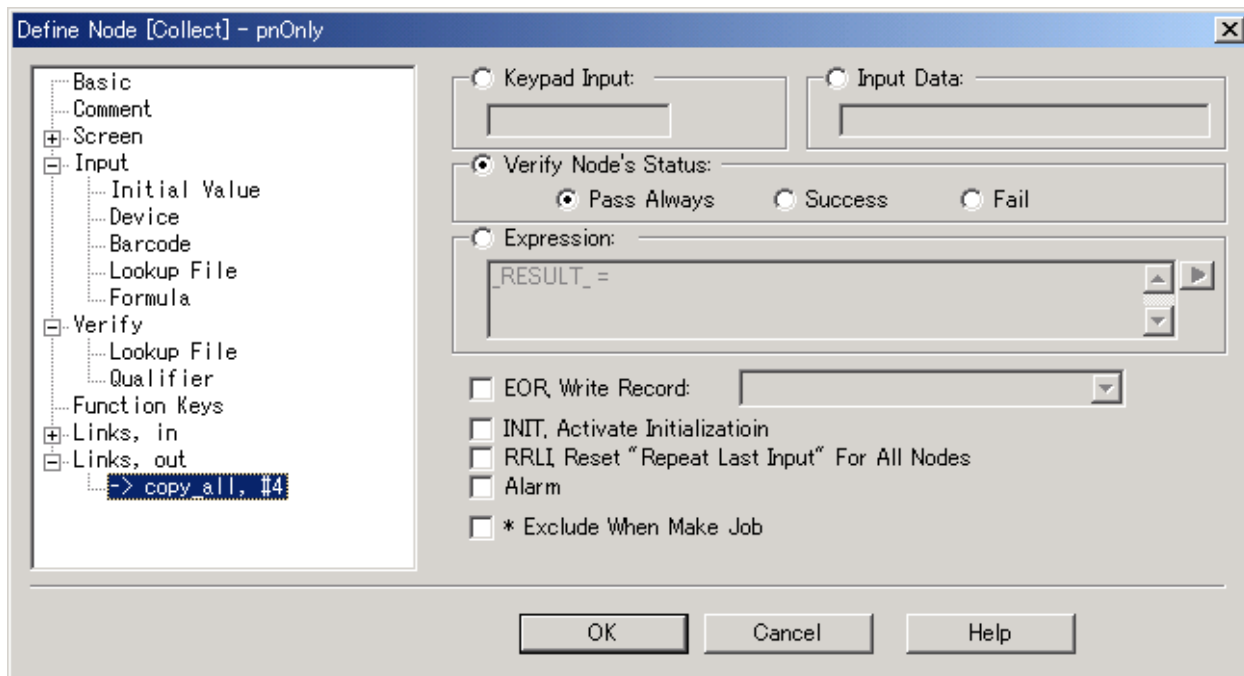 Define Node [Collect] - pnOnly
Basic
Comment
Screen
Input
Initial Value
Device
Barcode
Lookup File
Formula
Verify
Lookup File
Qualifier
Function Keys
Links, in
Links, out
-> copy_all, #4
Keypad Input:
Input Data:
Verify Node's Status:
Pass Always
Success
Fail
Expression:
_RESULT_ =
EOR, Write Record:
INIT, Activate Initializatioin
RRLI, Reset "Repeat Last Input" For All Nodes
Alarm
* Exclude When Make Job
OK
Cancel
Help